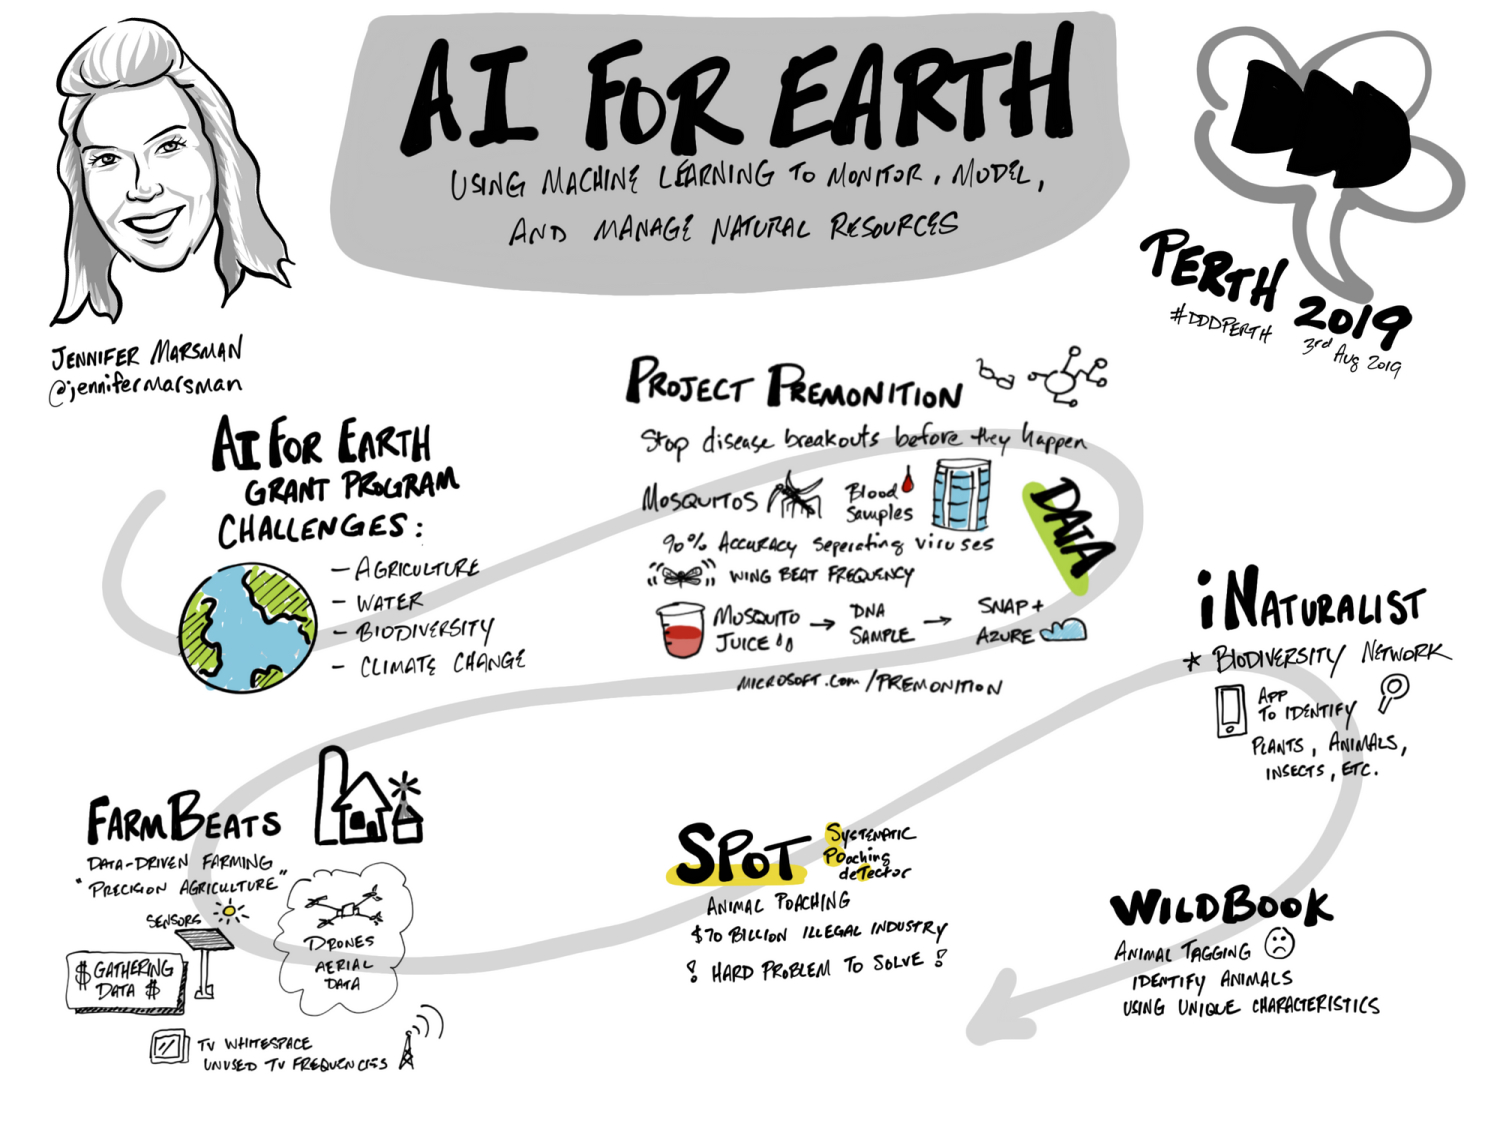 AI FOR EARTH
USING MACHINE LEARNING TO MONITOR, MODEL,
AND MANAGE NATURAL RESOURCES
DDD
PERTH 2019
#DDDPERTH
3rd Aug 2019
JENNIFER MARSMAN
@jennifermarsman
AI FOR EARTH
GRANT PROGRAM
CHALLENGES:
- AGRICULTURE
- WATER
- BIODIVERSITY
- CLIMATE CHANGE
PROJECT PREMONITION
Stop disease breakouts before they happen
MOSQUITOS
Blood
Samples
DATA
90% ACCURACY seperating viruses
WING BEAT FREQUENCY
MOSQUITO
JUICE
→ DNA
SAMPLE →
SNAP +
AZURE
MICROSOFT.COM/PREMONITION
FARMBEATS
DATA-DRIVEN FARMING
"PRECISION AGRICULTURE"
SENSORS
$ GATHERING
DATA $
DRONES
AERIAL
DATA
TV WHITESPACE
UNUSED TV FREQUENCIES
SPOT
SYSTEMATIC
POaching
deTector
ANIMAL POACHING
$70 BILLION ILLEGAL INDUSTRY
! HARD PROBLEM TO SOLVE !
iNATURALIST
* BIODIVERSITY NETWORK
APP
TO IDENTIFY
PLANTS, ANIMALS,
INSECTS, ETC.
WILDBOOK
ANIMAL TAGGING
IDENTIFY ANIMALS
USING UNIQUE CHARACTERISTICS